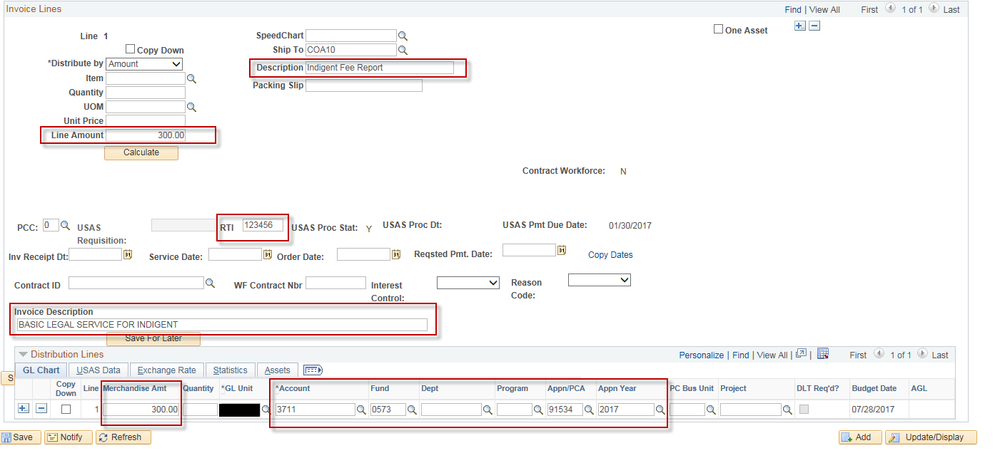 Invoice Lines Find | View All First 1 of 1 Last
Line 1 SpeedChart One Asset
Copy Down Ship To COA10
*Distribute by Amount Description Indigent Fee Report
Item
Quantity Packing Slip
UOM
Unit Price
Line Amount 300.00
Calculate
Contract Workforce: N
PCC: 0 USAS Requisition: RTI 123456 USAS Proc Stat: Y USAS Proc Dt: USAS Pmt Due Date: 01/30/2017
Inv Receipt Dt: Service Date: Order Date: Reqsted Pmt. Date: Copy Dates
Contract ID WF Contract Nbr Interest Control: Reason Code:
Invoice Description
BASIC LEGAL SERVICE FOR INDIGENT
Save For Later
Distribution Lines Personalize | Find | View All | | First 1 of 1 Last
GL Chart USAS Data Exchange Rate Statistics Assets
S
Copy Down Line Merchandise Amt Quantity *GL Unit *Account Fund Dept Program Appn/PCA Appn Year PC Bus Unit Project DLT Req'd? Budget Date AGL
1 300.00 3711 0573 91534 2017 07/28/2017
Save Notify Refresh Add Update/Display